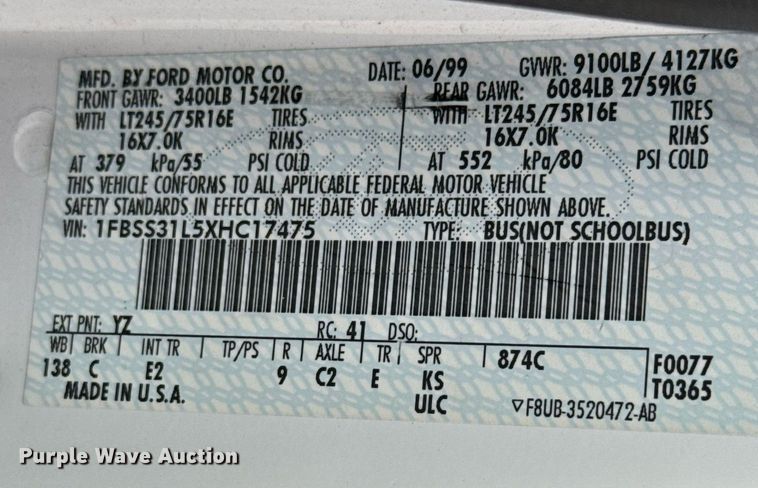 MFD. BY FORD MOTOR CO. DATE: 06/99 GVWR: 9100LB/ 4127KG
FRONT GAWR: 3400LB 1542KG REAR GAWR: 6084LB 2759KG
WITH LT245/75R16E TIRES WITH LT245/75R16E TIRES
16X7.0K RIMS 16X7.0K RIMS
AT 379 kPa/55 PSI COLD AT 552 kPa/80 PSI COLD
THIS VEHICLE CONFORMS TO ALL APPLICABLE FEDERAL MOTOR VEHICLE
SAFETY STANDARDS IN EFFECT ON THE DATE OF MANUFACTURE SHOWN ABOVE.
VIN: 1FBSS31L5XHC17475 TYPE: BUS(NOT SCHOOLBUS)
EXT PNT: YZ RC: 41 DSO:
WB BRK INT TR TP/PS R AXLE TR SPR 874C F0077
138 C E2 9 C2 E KS T0365
MADE IN U.S.A. ULC ▽F8UB-3520472-AB
Purple Wave Auction